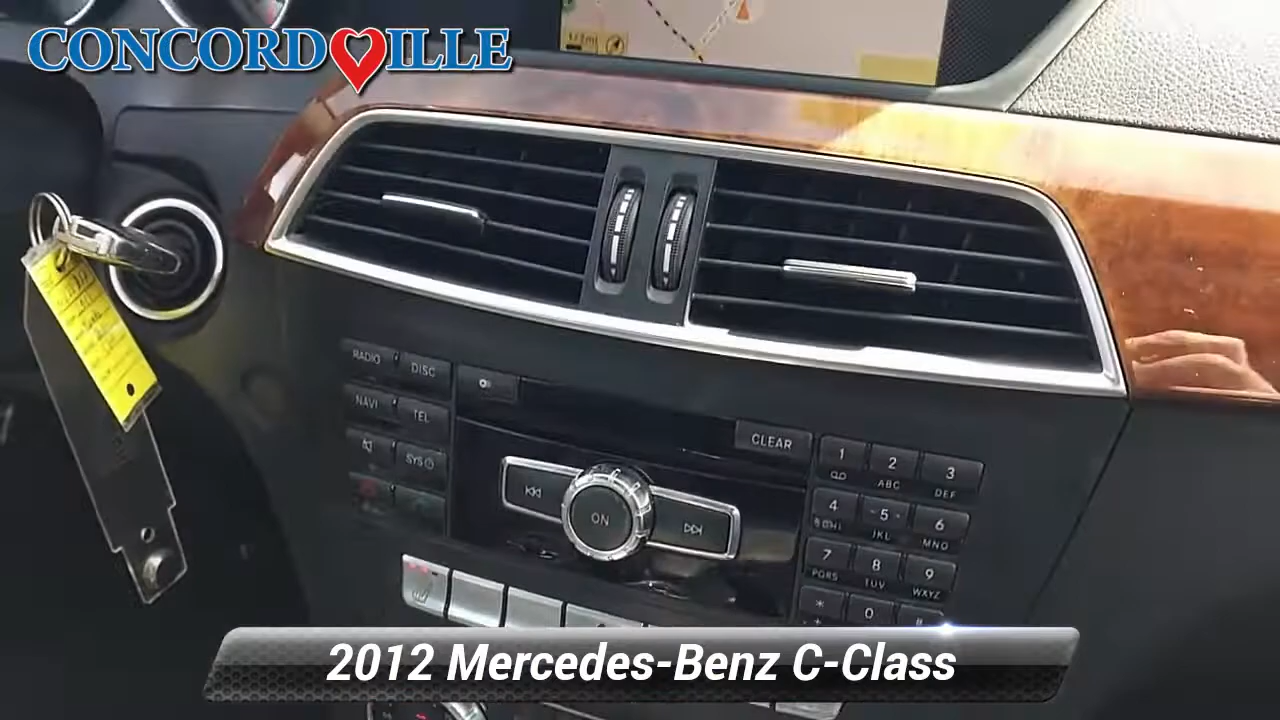 CONCORDVILLE
RADIO
DISC
NAVI
TEL
SYS
CLEAR
1 2 3
ABC DEF
4 5 6
GHI JKL MNO
7 8 9
PQRS TUV WXYZ
* 0 #
+
ON
2012 Mercedes-Benz C-Class